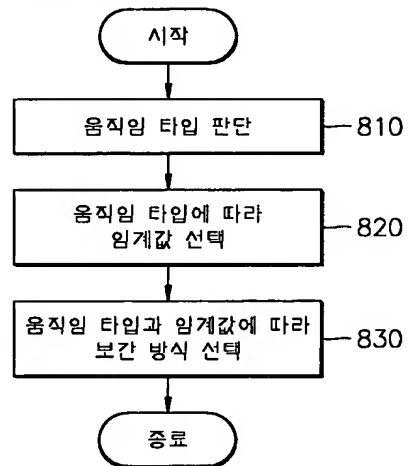 시작
움직임 타입 판단
810
움직임 타입에 따라
임계값 선택
820
움직임 타입과 임계값에 따라
보간 방식 선택
830
종료